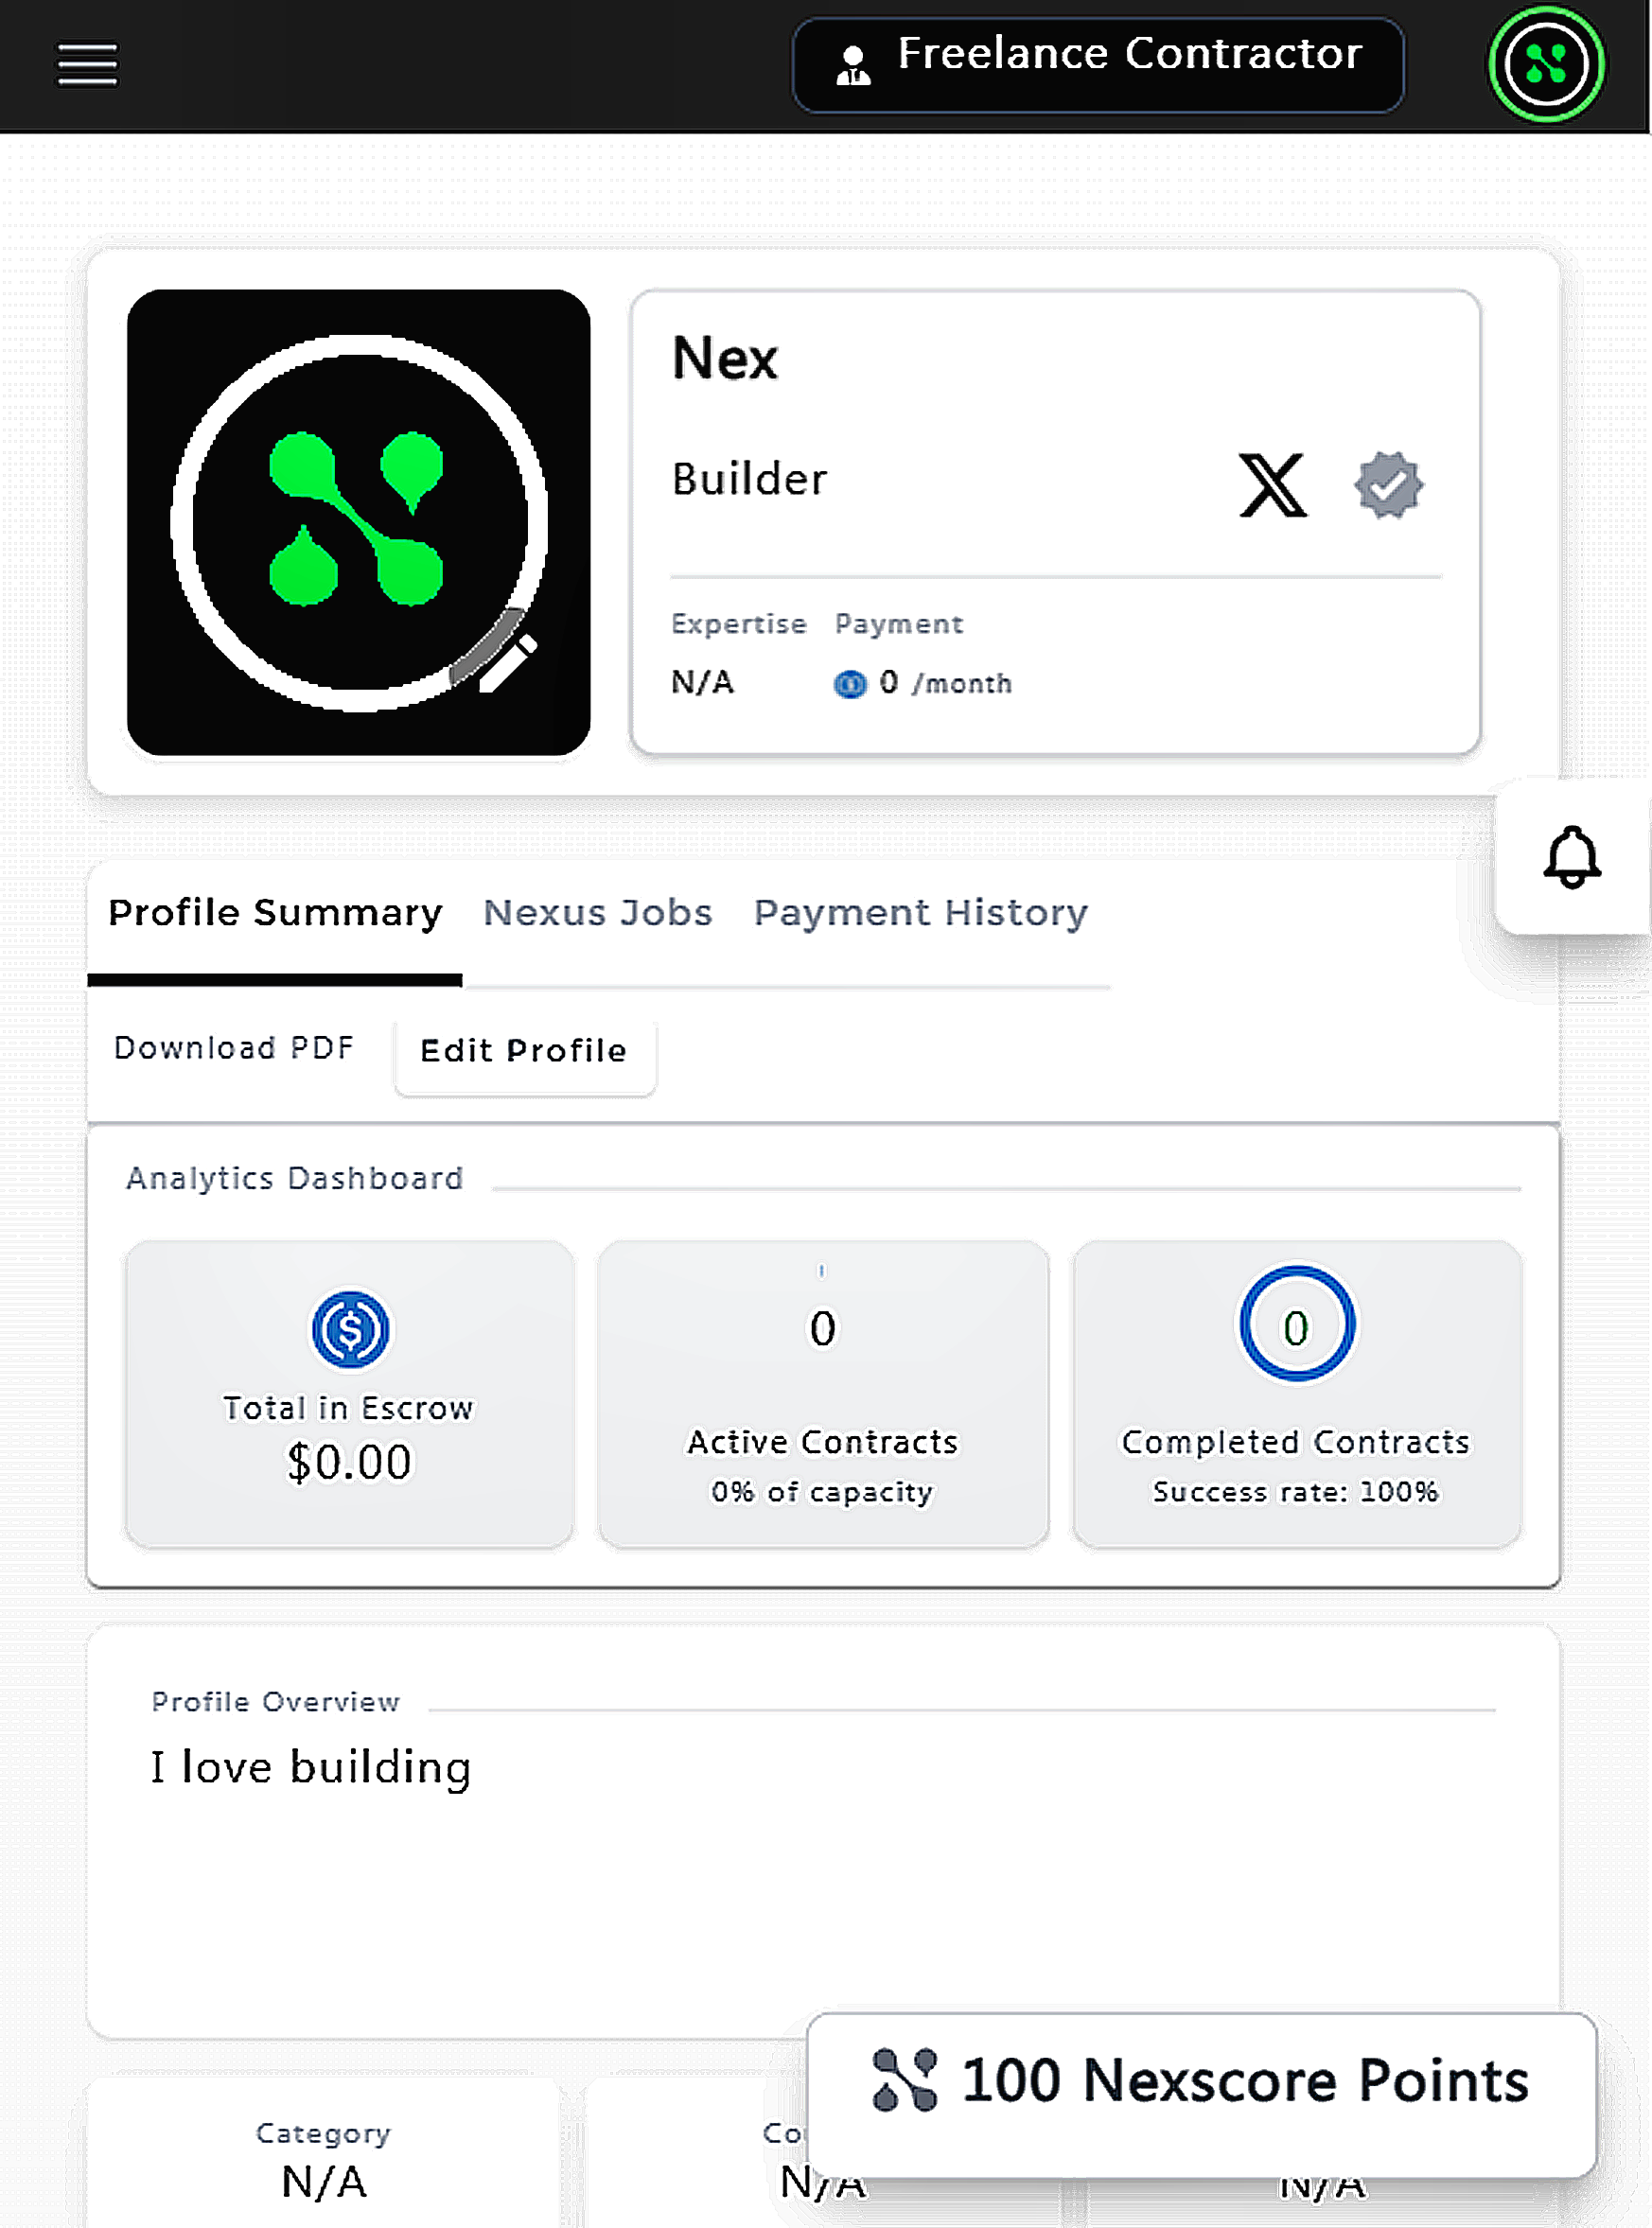 Freelance Contractor
Nex
Builder
Expertise Payment
N/A 0 /month
Profile Summary Nexus Jobs Payment History
Download PDF Edit Profile
Analytics Dashboard
Total in Escrow
$0.00
0
Active Contracts
0% of capacity
0
Completed Contracts
Success rate: 100%
Profile Overview
I love building
100 Nexscore Points
Category
N/A
N/A
N/A